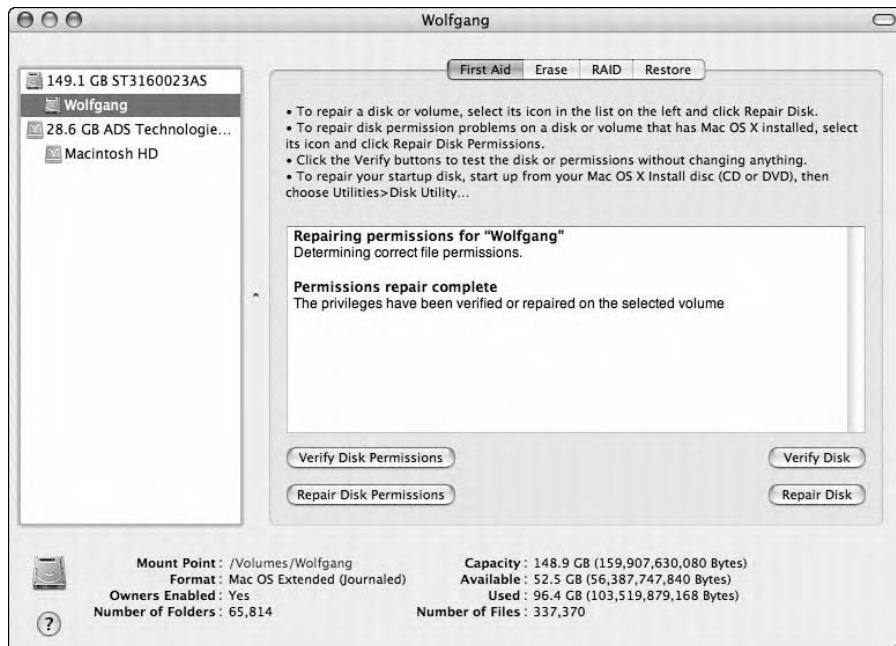 Wolfgang
149.1 GB ST3160023AS
Wolfgang
28.6 GB ADS Technologie...
Macintosh HD
First Aid Erase RAID Restore
• To repair a disk or volume, select its icon in the list on the left and click Repair Disk.
• To repair disk permission problems on a disk or volume that has Mac OS X installed, select
its icon and click Repair Disk Permissions.
• Click the Verify buttons to test the disk or permissions without changing anything.
• To repair your startup disk, start up from your Mac OS X Install disc (CD or DVD), then
choose Utilities>Disk Utility...
Repairing permissions for “Wolfgang”
Determining correct file permissions.
Permissions repair complete
The privileges have been verified or repaired on the selected volume
Verify Disk Permissions
Verify Disk
Repair Disk Permissions
Repair Disk
Mount Point : /Volumes/Wolfgang
Format : Mac OS Extended (Journaled)
Owners Enabled : Yes
Number of Folders : 65,814
Capacity : 148.9 GB (159,907,630,080 Bytes)
Available : 52.5 GB (56,387,747,840 Bytes)
Used : 96.4 GB (103,519,879,168 Bytes)
Number of Files : 337,370
?